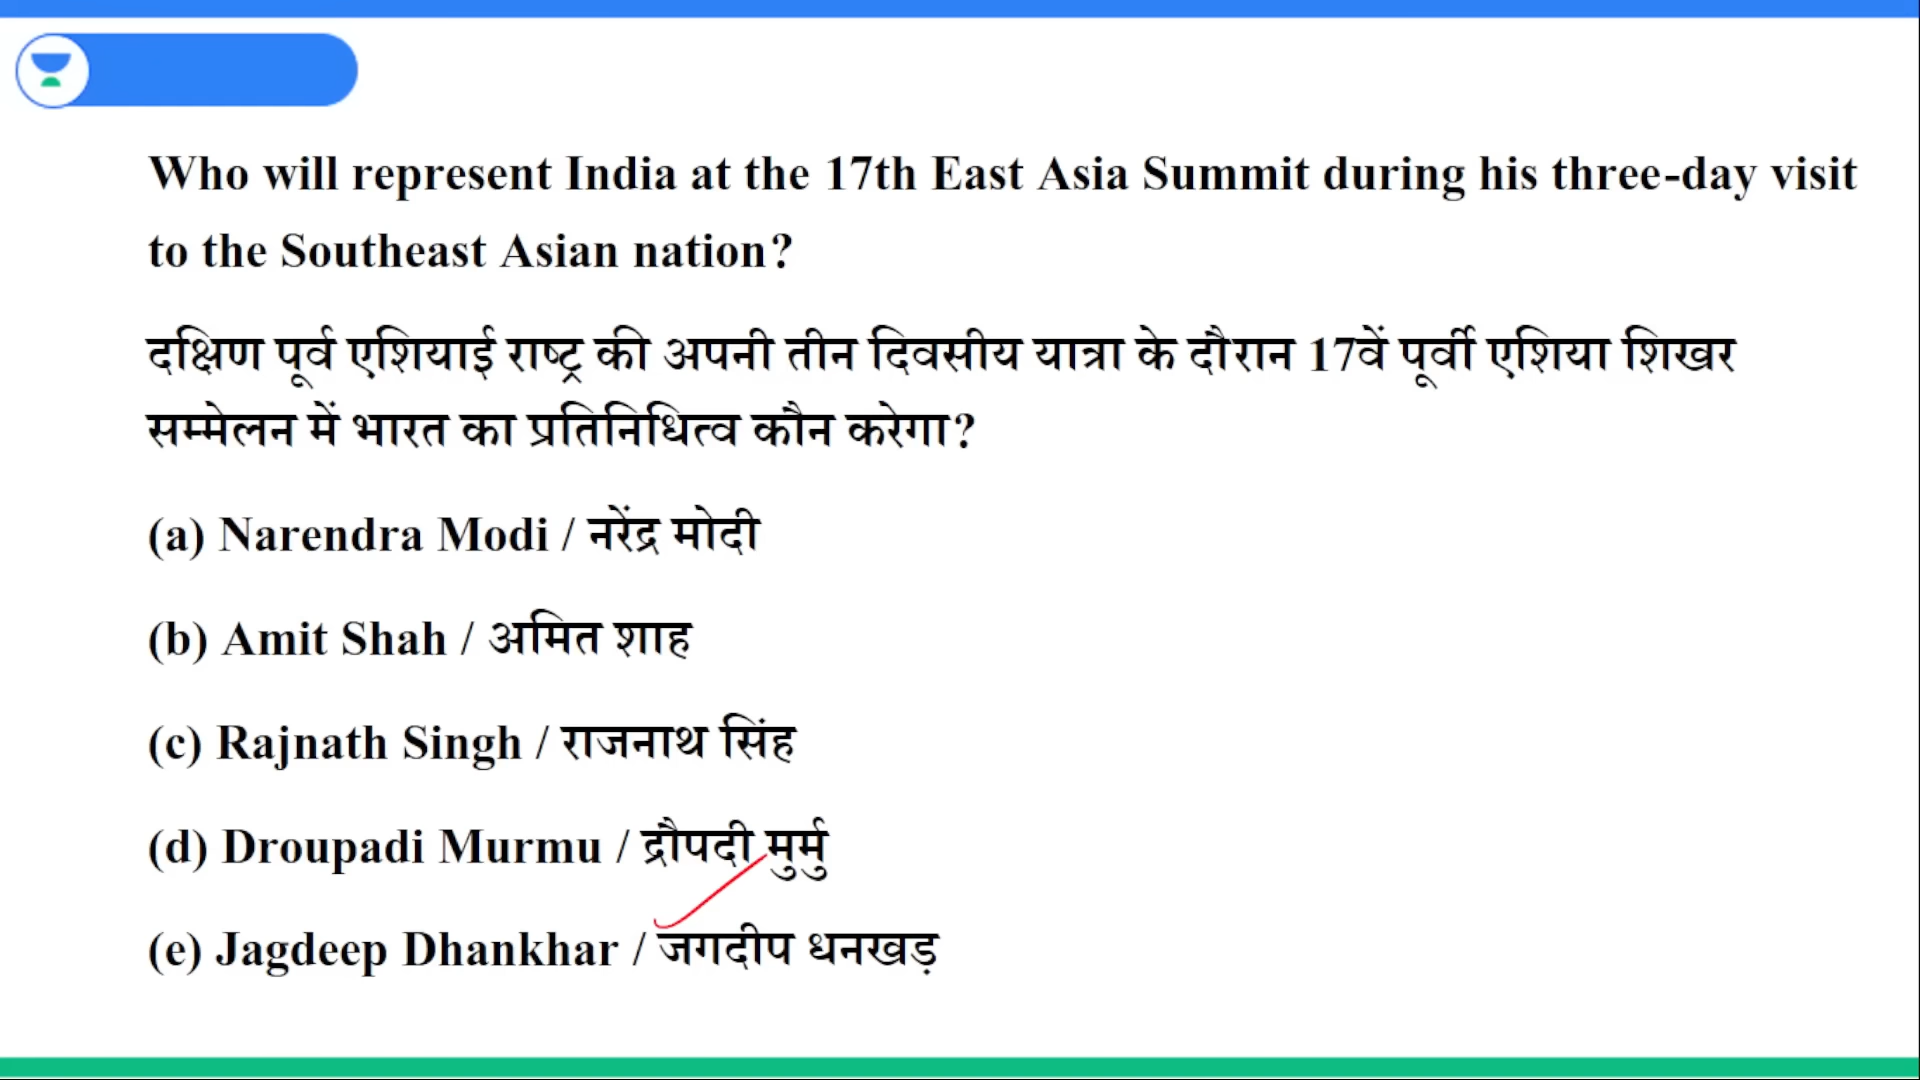 Who will represent India at the 17th East Asia Summit during his three-day visit
to the Southeast Asian nation?
दक्षिण पूर्व एशियाई राष्ट्र की अपनी तीन दिवसीय यात्रा के दौरान 17वें पूर्वी एशिया शिखर
सम्मेलन में भारत का प्रतिनिधित्व कौन करेगा?
(a) Narendra Modi / नरेंद्र मोदी
(b) Amit Shah / अमित शाह
(c) Rajnath Singh / राजनाथ सिंह
(d) Droupadi Murmu / द्रौपदी मुर्मु
(e) Jagdeep Dhankhar / जगदीप धनखड़